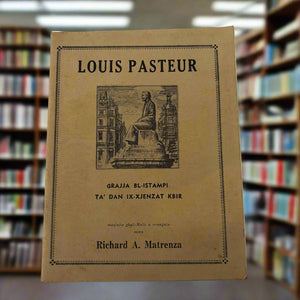 LOUIS PASTEUR
GRAJJA BL-ISTAMPI
TA' DAN IX-XJENZAT KBIR
Richard A. Matrenza